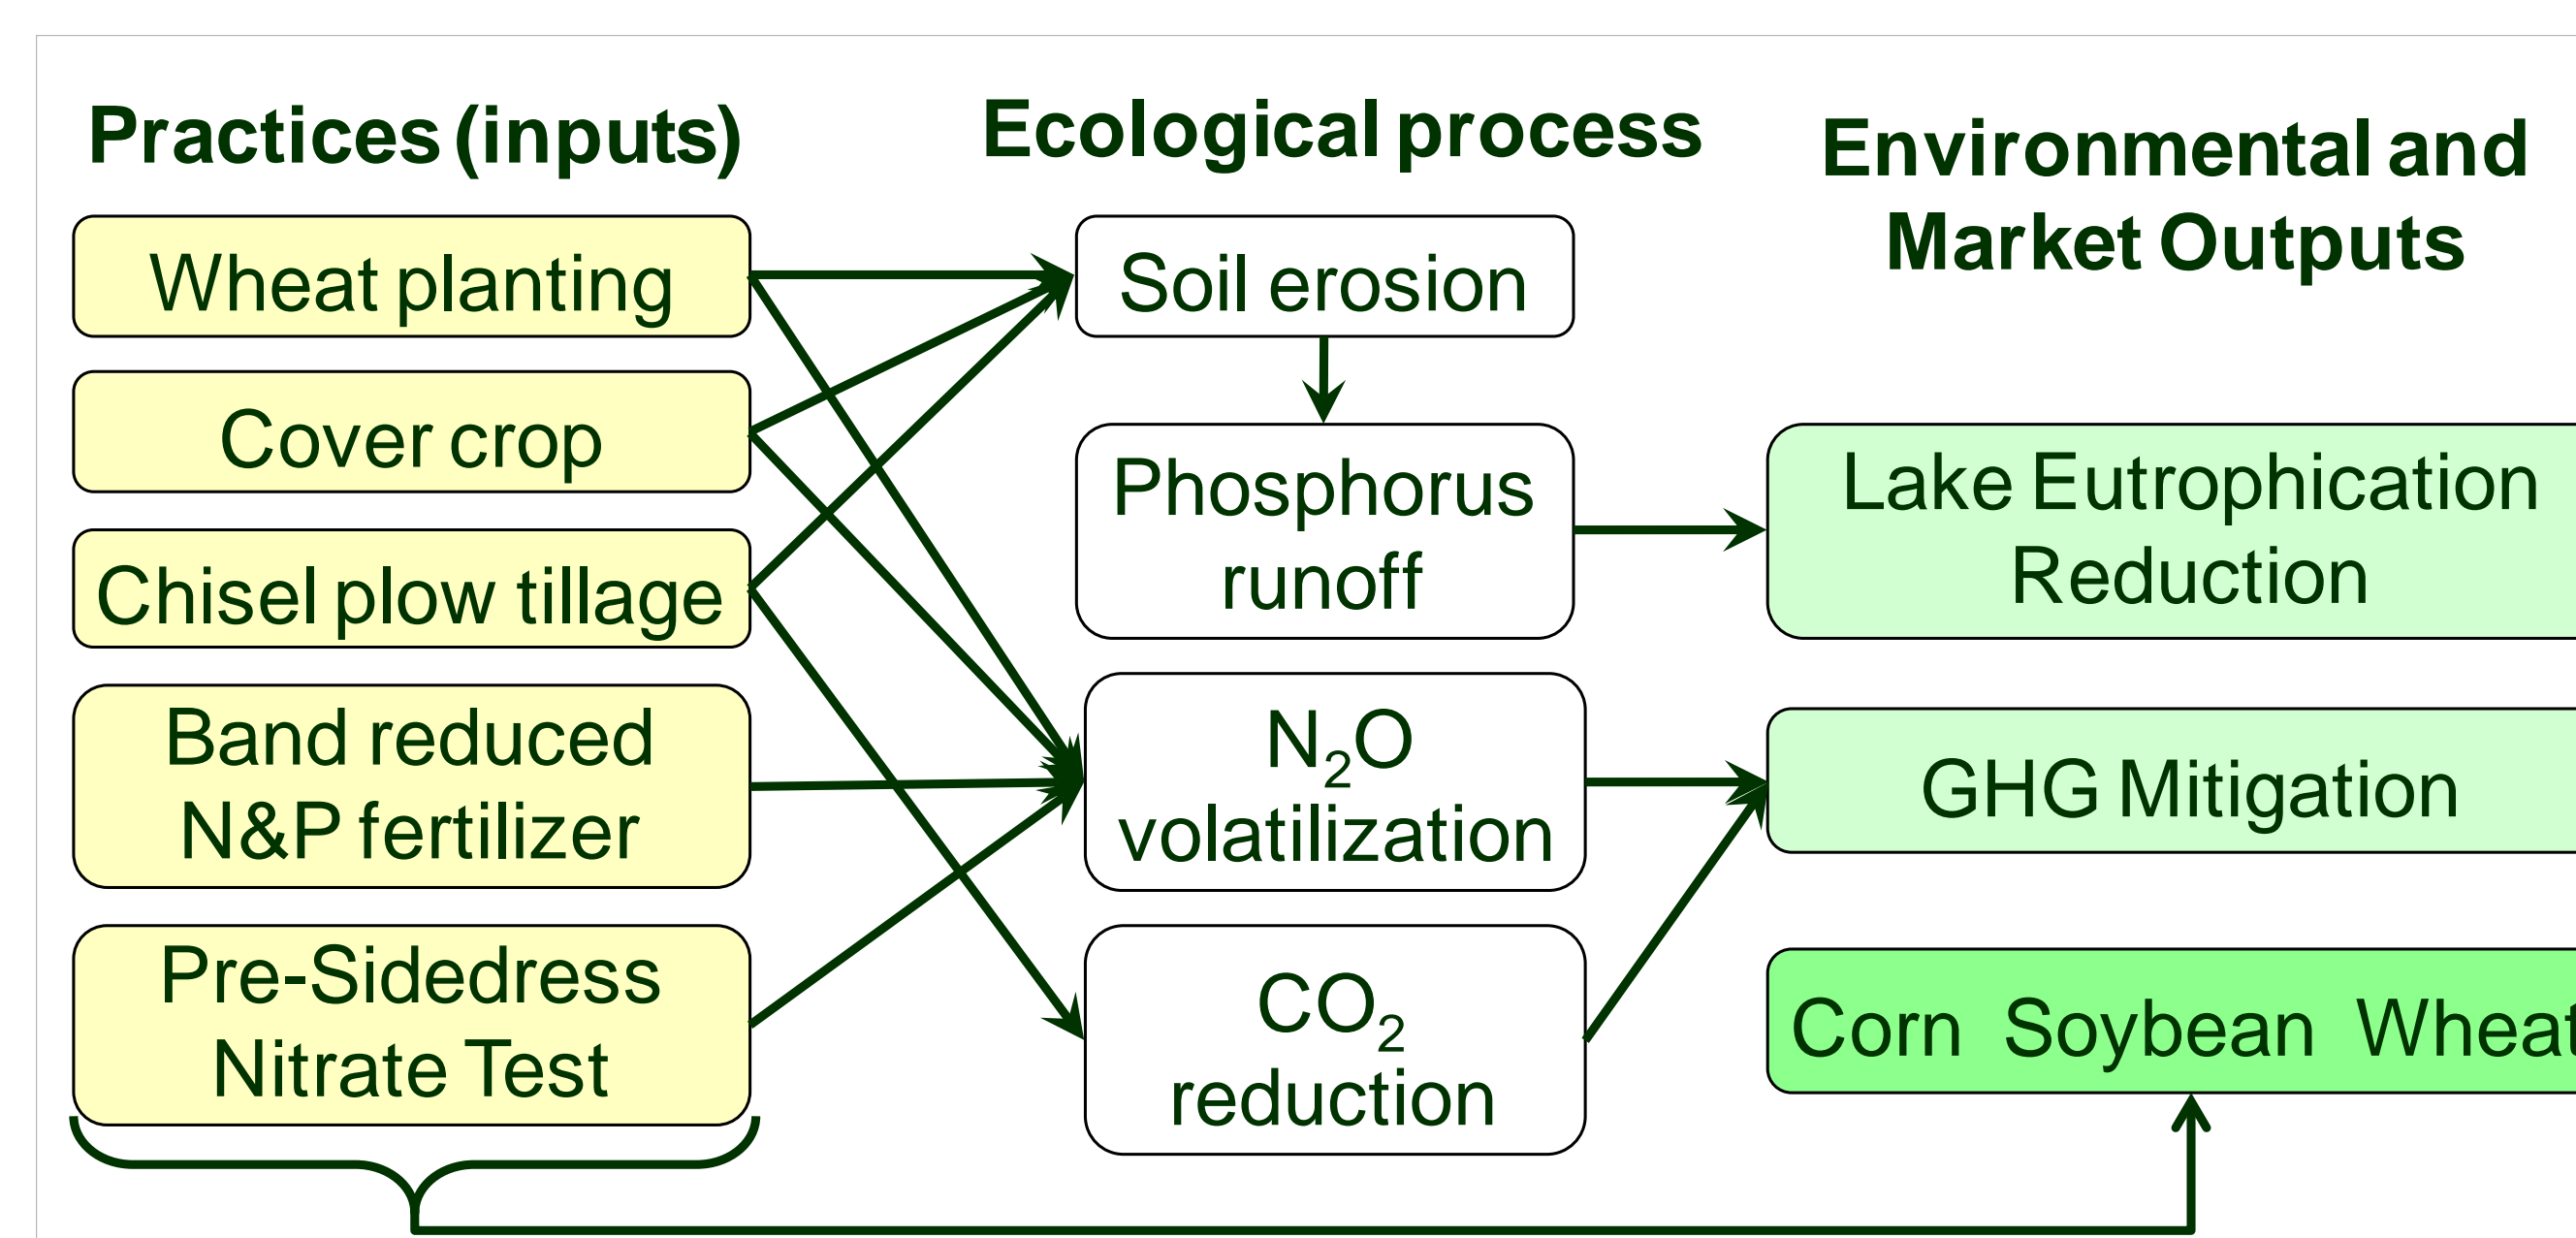 Practices (inputs)
Wheat planting
Cover crop
Chisel plow tillage
Band reduced
N&P fertilizer
Pre-Sidedress
Nitrate Test
Ecological process
Soil erosion
Phosphorus
runoff
N₂O
volatilization
CO₂
reduction
Environmental and
Market Outputs
Lake Eutrophication
Reduction
GHG Mitigation
Corn Soybean Wheat